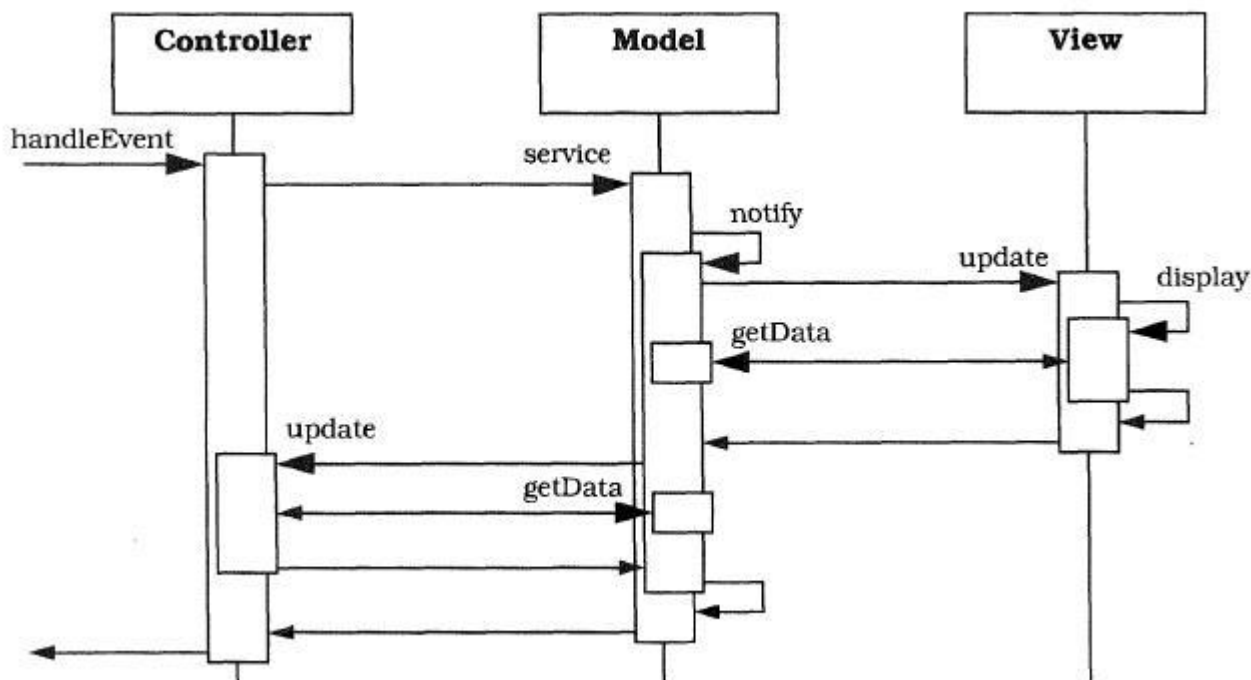 Controller
Model
View
handleEvent
service
notify
update
display
getData
update
getData